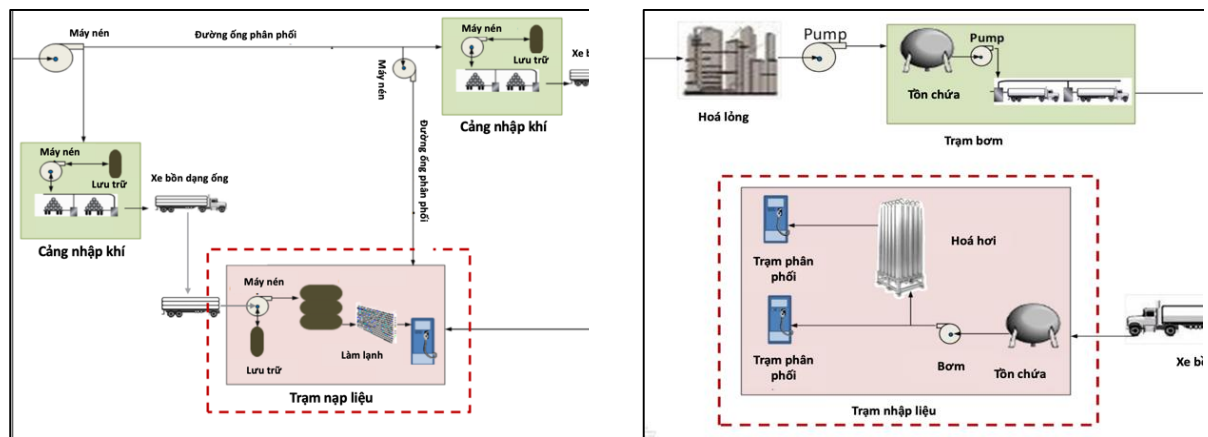 Máy nén
Đường ống phân phối
Máy nén
Lưu trữ
Xe b
Máy nén
Cảng nhập khí
Đường ống phân phối
Máy nén
Lưu trữ
Xe bồn dạng ống
Cảng nhập khí
Máy nén
Lưu trữ
Làm lạnh
Trạm nạp liệu
Pump
Hoá lỏng
Pump
Tồn chứa
Trạm bơm
Hoá hơi
Trạm phân
phối
Trạm phân
phối
Bơm
Tồn chứa
Xe bồ
Trạm nhập liệu